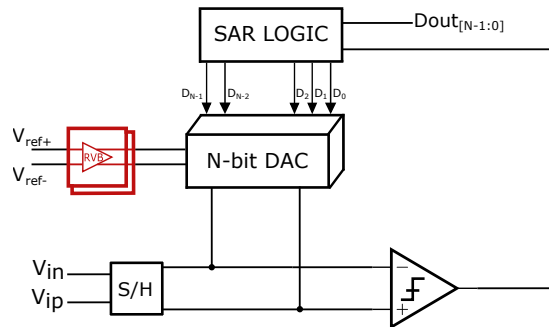 SAR LOGIC
Dout[N-1:0]
DN-1 DN-2 D2 D1 D0
Vref+
RVB
Vref-
N-bit DAC
Vin
S/H
Vip
−
+